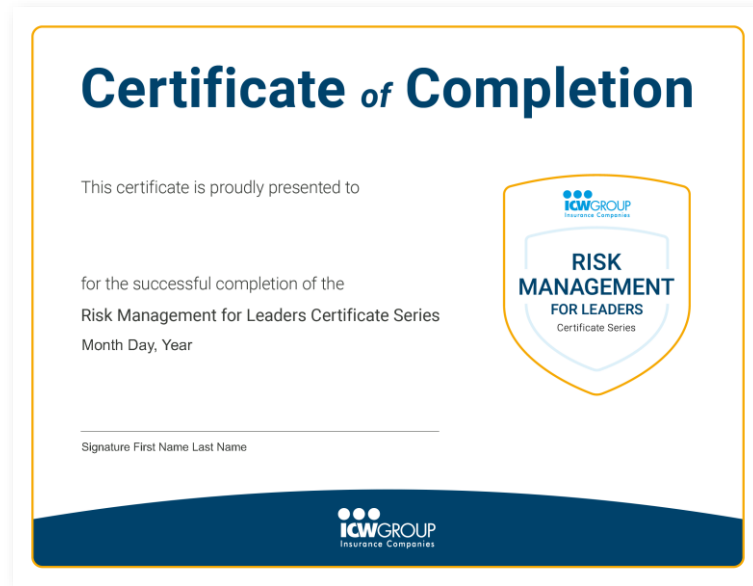 Certificate of Completion
This certificate is proudly presented to
ICWGROUP
Insurance Companies
RISK
MANAGEMENT
FOR LEADERS
Certificate Series
for the successful completion of the
Risk Management for Leaders Certificate Series
Month Day, Year
Signature First Name Last Name
ICWGROUP
Insurance Companies